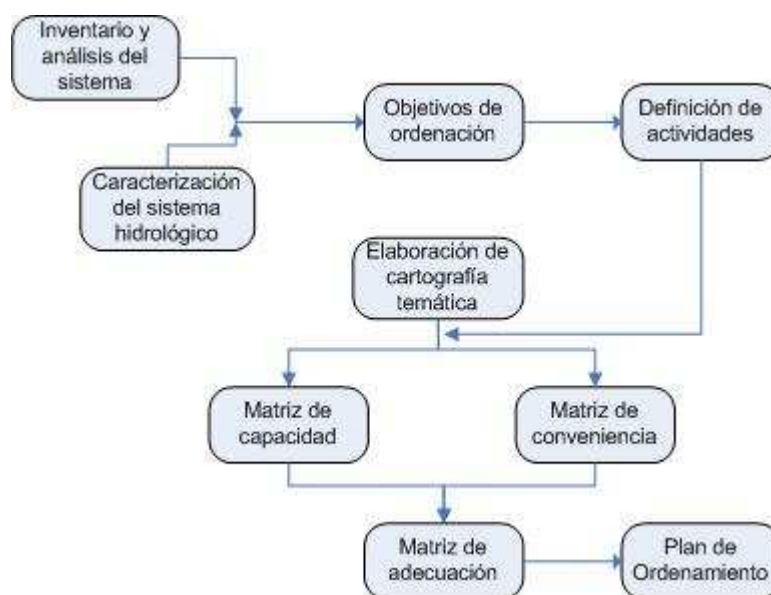 Inventario y
análisis del
sistema
Objetivos de
ordenación
Definición de
actividades
Caracterización
del sistema
hidrológico
Elaboración de
cartografía
temática
Matriz de
capacidad
Matriz de
conveniencia
Matriz de
adecuación
Plan de
Ordenamiento